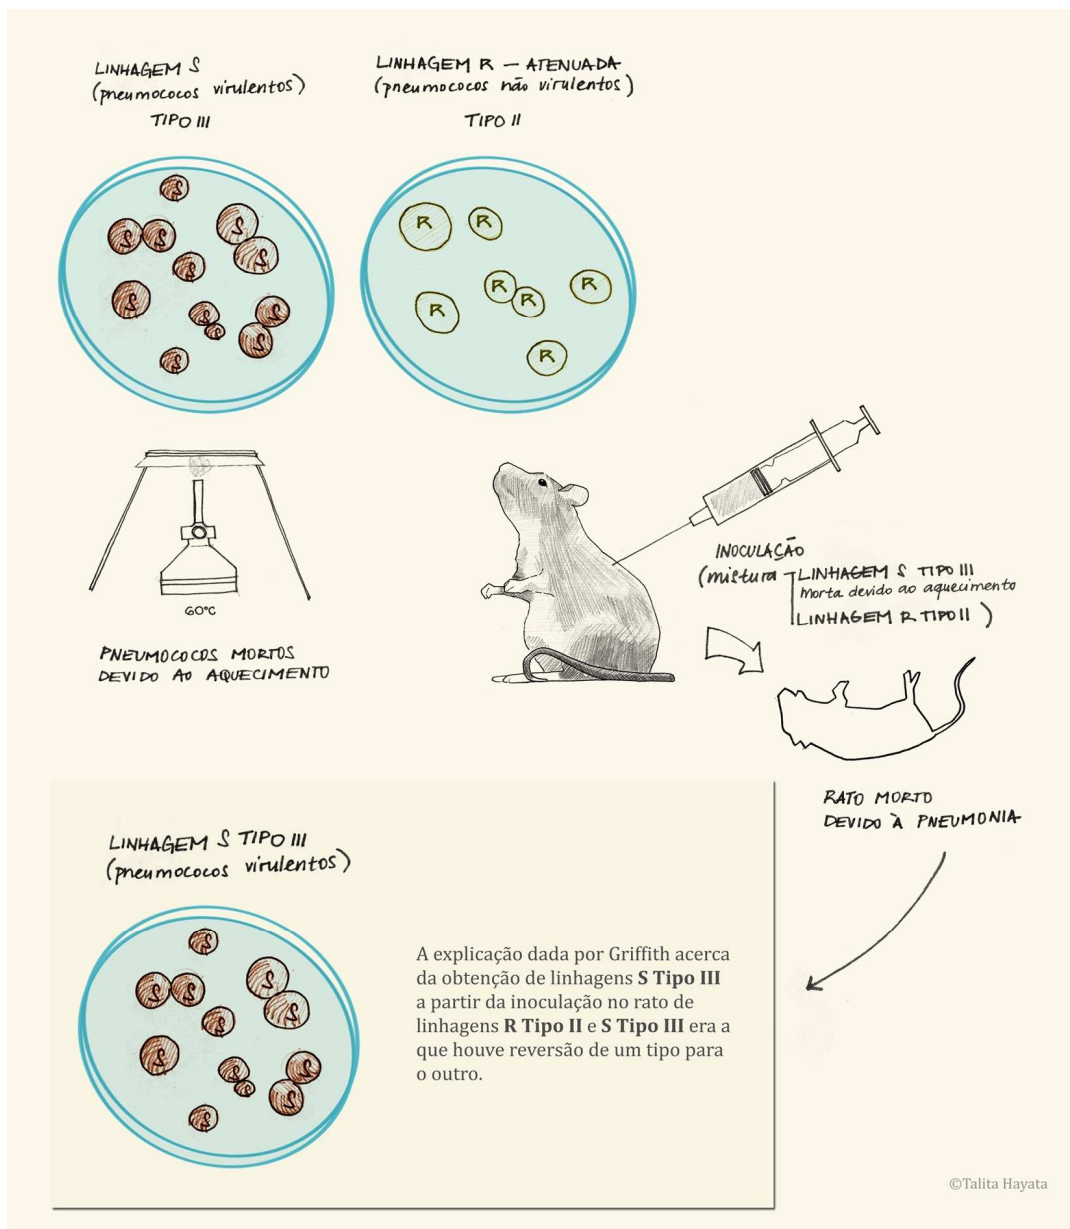 LINHAGEM S
(pneumococos virulentos)
TIPO III
LINHAGEM R — ATENUADA
(pneumococos não virulentos)
TIPO II
S
S
S
S
S
S
S
S
S
S
S
S
R
R
R
R
R
R
R
60°C
PNEUMOCOCOS MORTOS
DEVIDO AO AQUECIMENTO
INOCULAÇÃO
(mistura
LINHAGEM S TIPO III
Morta devido ao aquecimento
LINHAGEM R TIPO II )
RATO MORTO
DEVIDO À PNEUMONIA
LINHAGEM S TIPO III
(pneumococos virulentos)
S
S
S
S
S
S
S
S
S
S
S
S
A explicação dada por Griffith acerca
da obtenção de linhagens S Tipo III
a partir da inoculação no rato de
linhagens R Tipo II e S Tipo III era a
que houve reversão de um tipo para
o outro.
©Talita Hayata